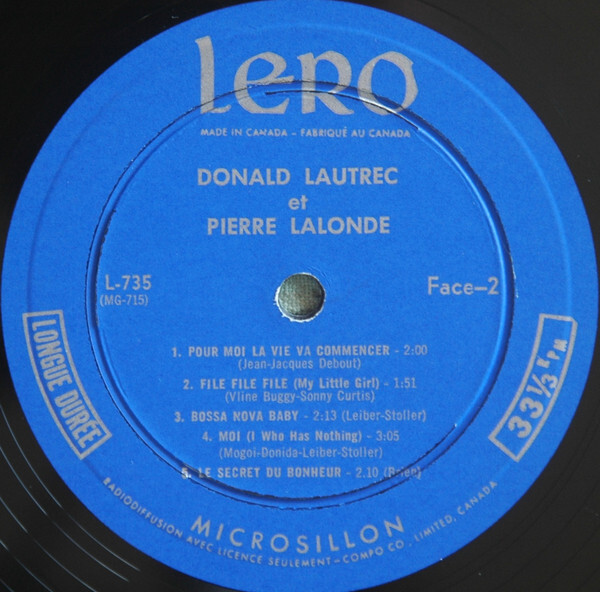 Lero
MADE IN CANADA – FABRIQUÉ AU CANADA
DONALD LAUTREC
et
PIERRE LALONDE
L-735
(MG-715)
Face–2
LONGUE DURÉE
33 1/3 R P M
1. POUR MOI LA VIE VA COMMENCER - 2:00
(Jean-Jacques Debout)
2. FILE FILE FILE (My Little Girl) - 1:51
(Vline Buggy-Sonny Curtis)
3. BOSSA NOVA BABY - 2:13 (Leiber-Stoller)
4. MOI (I Who Has Nothing) - 3:05
(Mogoi-Donida-Leiber-Stoller)
5. LE SECRET DU BONHEUR - 2.10
MICROSILLON
RADIODIFFUSION AVEC LICENCE SEULEMENT–COMPO CO., LIMITED, CANADA